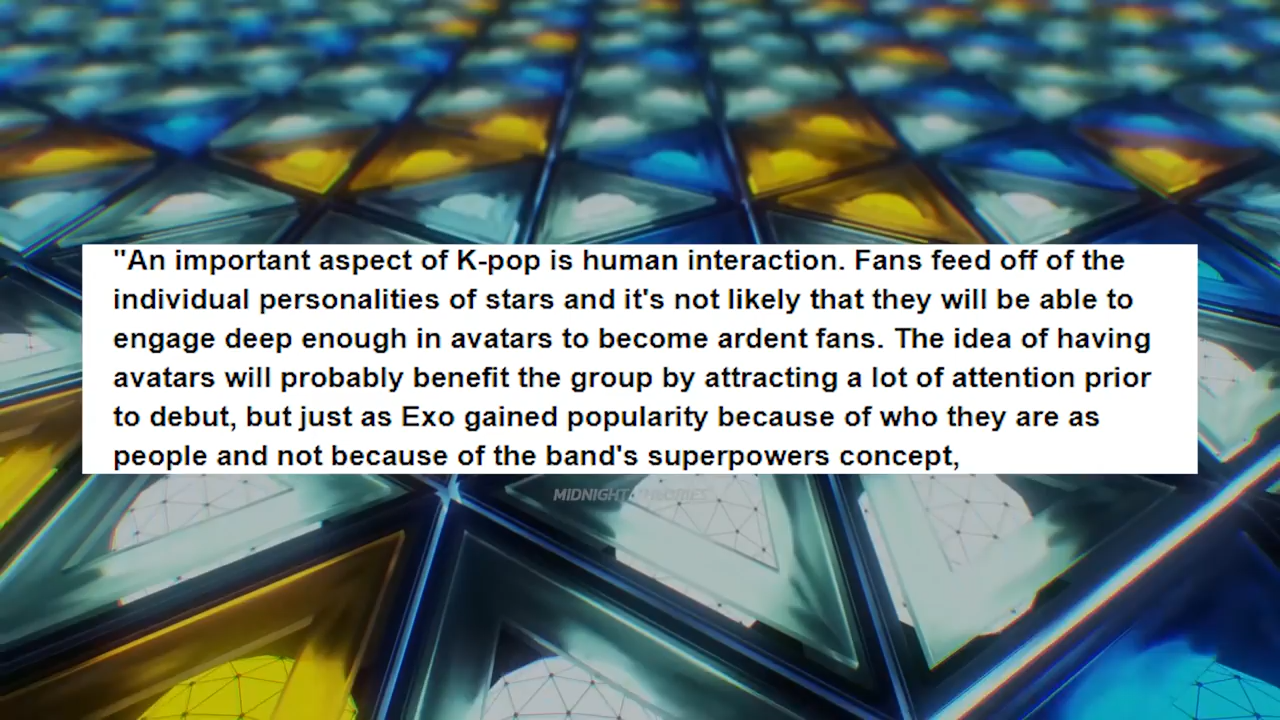 "An important aspect of K-pop is human interaction. Fans feed off of the
individual personalities of stars and it's not likely that they will be able to
engage deep enough in avatars to become ardent fans. The idea of having
avatars will probably benefit the group by attracting a lot of attention prior
to debut, but just as Exo gained popularity because of who they are as
people and not because of the band's superpowers concept,
MIDNIGHT THEORIES